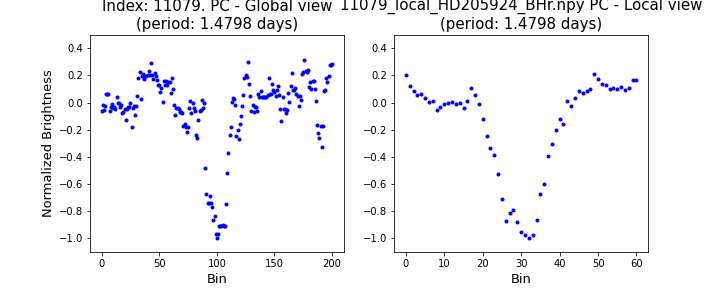 Index: 11079. PC - Global view
(period: 1.4798 days)
11079_local_HD205924_BHr.npy PC - Local view
(period: 1.4798 days)
Normalized Brightness
0.4
0.2
0.0
−0.2
−0.4
−0.6
−0.8
−1.0
0 50 100 150 200
Bin
0.4
0.2
0.0
−0.2
−0.4
−0.6
−0.8
−1.0
0 10 20 30 40 50 60
Bin